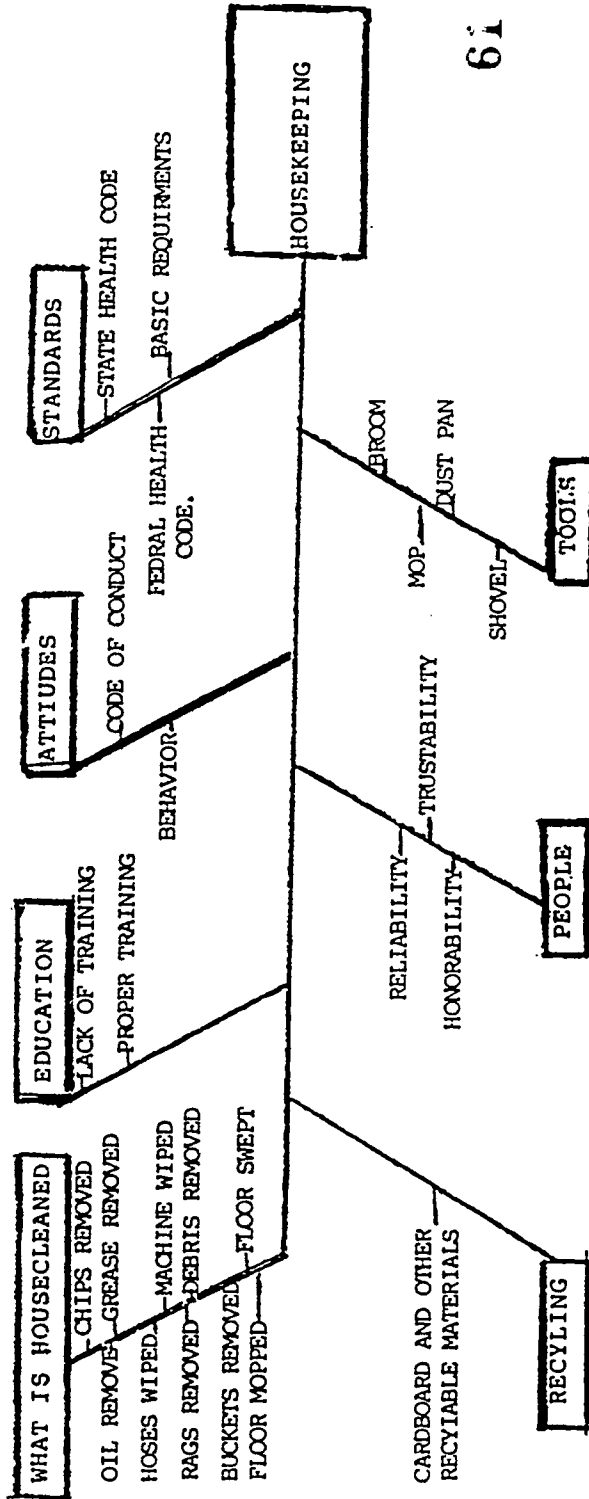 WHAT IS HOUSECLEANED
CHIPS REMOVED
OIL REMOVE
GREASE REMOVED
HOSES WIPED
MACHINE WIPED
RAGS REMOVED
DEBRIS REMOVED
BUCKETS REMOVED
FLOOR SWEPT
FLOOR MOPPED
EDUCATION
LACK OF TRAINING
PROPER TRAINING
ATTIUDES
CODE OF CONDUCT
BEHAVIOR
STANDARDS
STATE HEALTH CODE
FEDRAL HEALTH
CODE.
BASIC REQUIRMENTS
HOUSEKEEPING
CARDBOARD AND OTHER
RECYIABLE MATERIALS
RECYLING
RELIABILITY
TRUSTABILITY
HONORABILITY
PEOPLE
BROOM
MOP
DUST PAN
SHOVEL
TOOLS